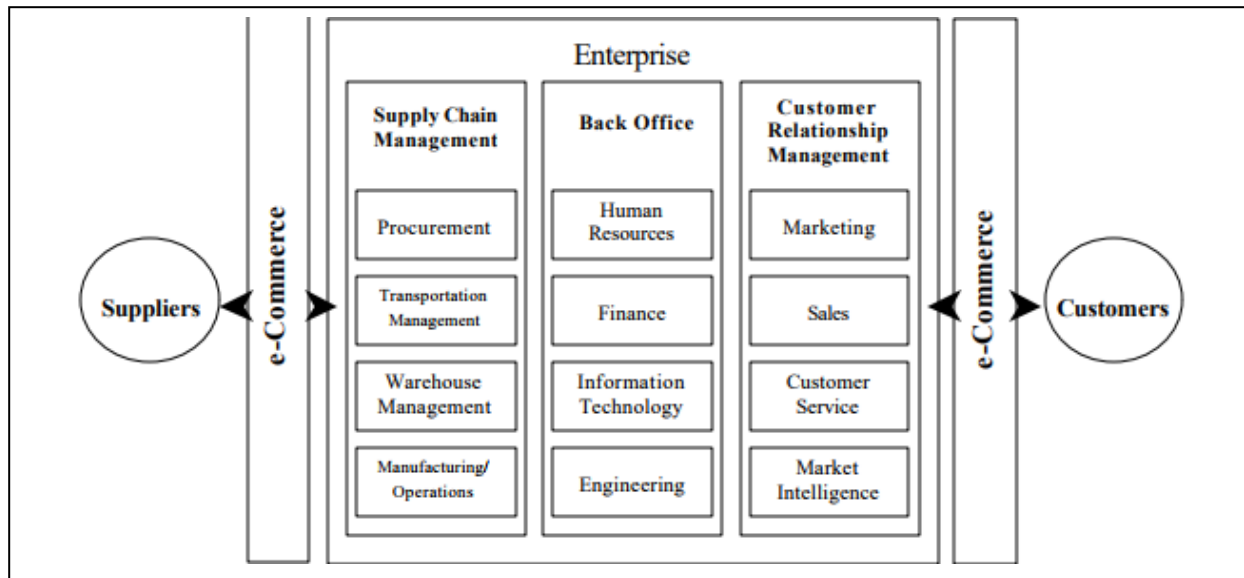 Enterprise
Supply Chain
Management
Procurement
Transportation
Management
Warehouse
Management
Manufacturing/
Operations
Back Office
Human
Resources
Finance
Information
Technology
Engineering
Customer
Relationship
Management
Marketing
Sales
Customer
Service
Market
Intelligence
Suppliers
e-Commerce
e-Commerce
Customers